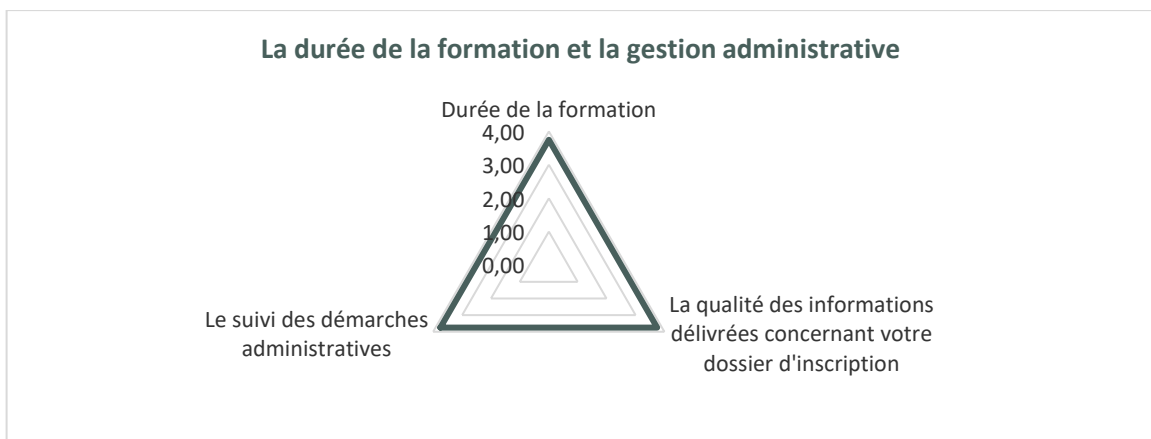 La durée de la formation et la gestion administrative
Durée de la formation
4,00
3,00
2,00
1,00
0,00
La qualité des informations
délivrées concernant votre
dossier d'inscription
Le suivi des démarches
administratives